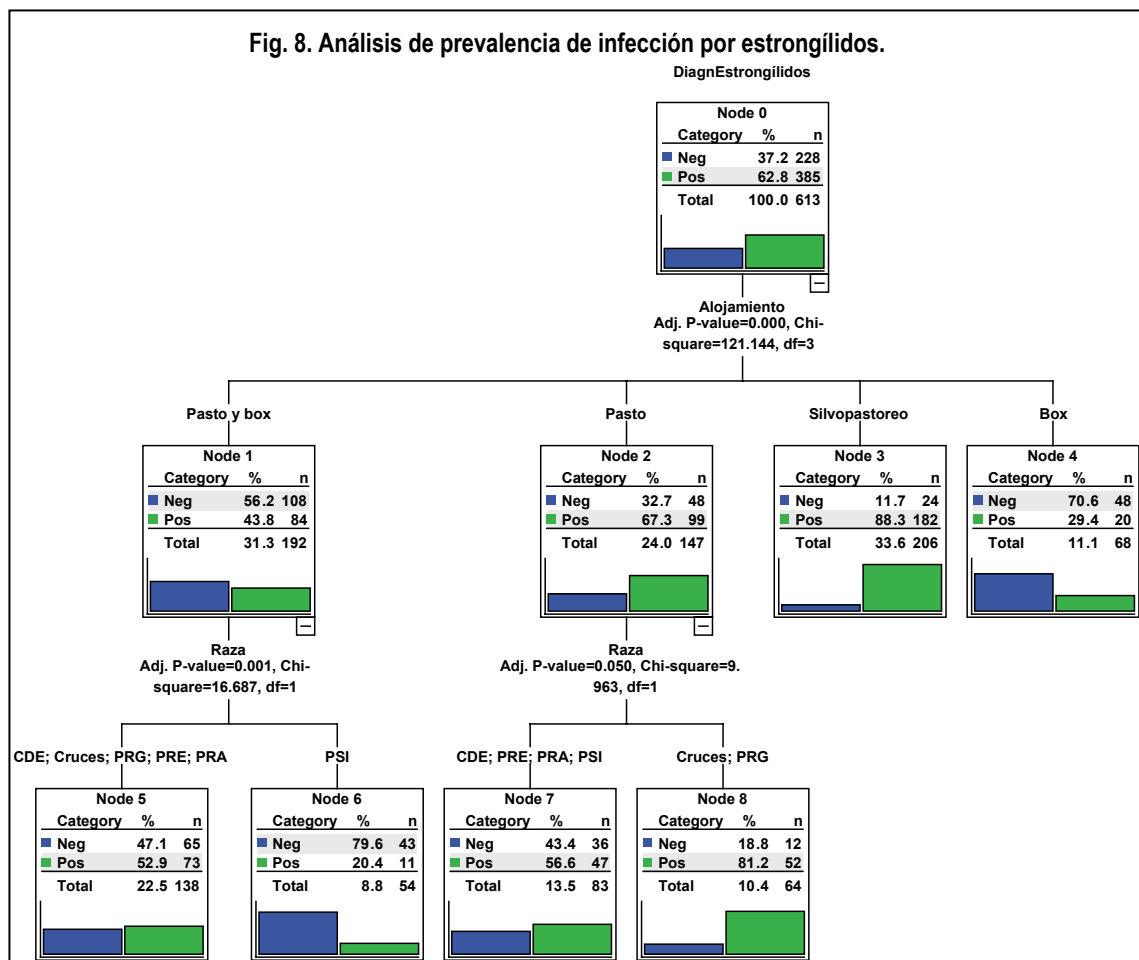 Fig. 8. Análisis de prevalencia de infección por estrongílidos.
DiagnEstrongílidos
Node 0
Category % n
Neg 37.2 228
Pos 62.8 385
Total 100.0 613
Alojamiento
Adj. P-value=0.000, Chi-
square=121.144, df=3
Pasto y box
Pasto
Silvopastoreo
Box
Node 1
Category % n
Neg 56.2 108
Pos 43.8 84
Total 31.3 192
Node 2
Category % n
Neg 32.7 48
Pos 67.3 99
Total 24.0 147
Node 3
Category % n
Neg 11.7 24
Pos 88.3 182
Total 33.6 206
Node 4
Category % n
Neg 70.6 48
Pos 29.4 20
Total 11.1 68
Raza
Adj. P-value=0.001, Chi-
square=16.687, df=1
Raza
Adj. P-value=0.050, Chi-square=9.
963, df=1
CDE; Cruces; PRG; PRE; PRA
PSI
CDE; PRE; PRA; PSI
Cruces; PRG
Node 5
Category % n
Neg 47.1 65
Pos 52.9 73
Total 22.5 138
Node 6
Category % n
Neg 79.6 43
Pos 20.4 11
Total 8.8 54
Node 7
Category % n
Neg 43.4 36
Pos 56.6 47
Total 13.5 83
Node 8
Category % n
Neg 18.8 12
Pos 81.2 52
Total 10.4 64